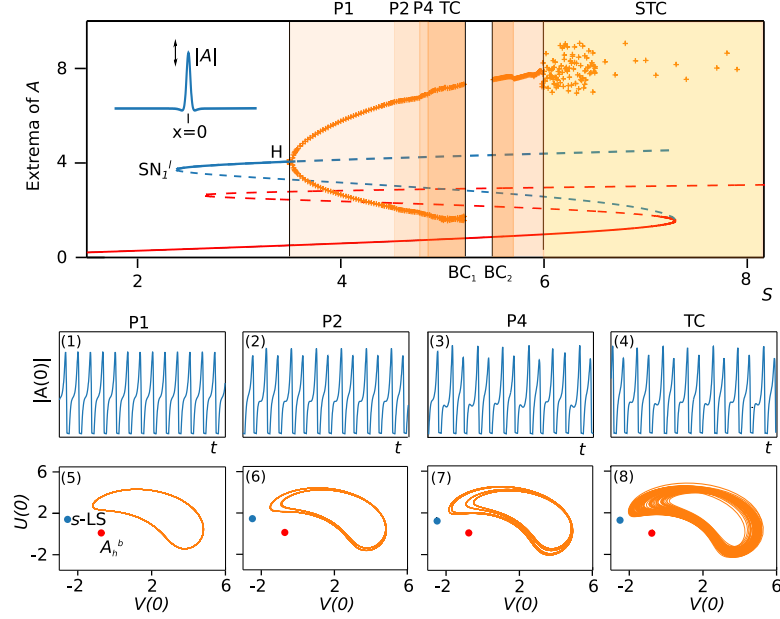 P1 P2 P4 TC STC
Extrema of A
8
4
0
|A|
x=0
H
SN₁ˡ
2 4 6 8
BC₁ BC₂
S
P1 P2 P4 TC
|A(0)|
(1) (2) (3) (4)
t t t t
U(0)
6
2
-2
(5) (6) (7) (8)
s-LS
Aₕᵇ
-2 2 6 -2 2 6 -2 2 6 -2 2 6
V(0) V(0) V(0) V(0)